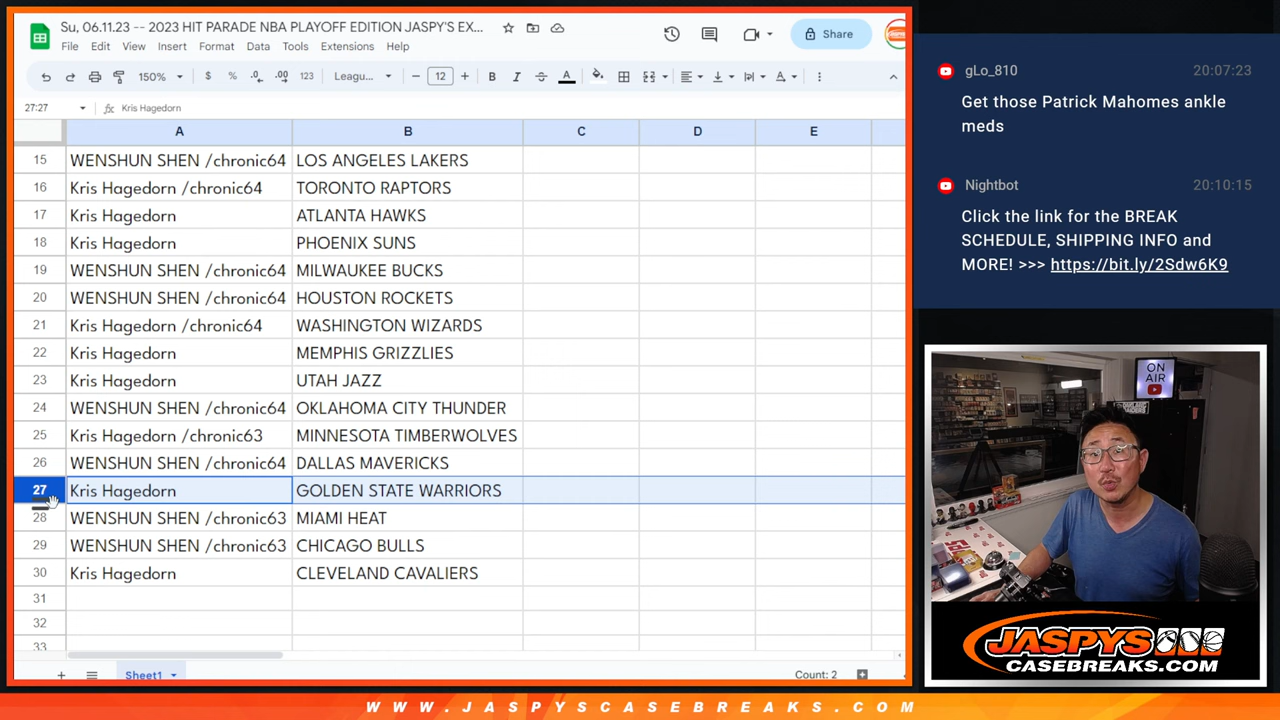 Su, 06.11.23 -- 2023 HIT PARADE NBA PLAYOFF EDITION JASPY'S EX...
Share
File Edit View Insert Format Data Tools Extensions Help
150% $ % .0 .00 123 Leagu... − 12 + B I A
27:27 fx Kris Hagedorn
A B C D E
15 WENSHUN SHEN /chronic64 LOS ANGELES LAKERS
16 Kris Hagedorn /chronic64 TORONTO RAPTORS
17 Kris Hagedorn ATLANTA HAWKS
18 Kris Hagedorn PHOENIX SUNS
19 WENSHUN SHEN /chronic64 MILWAUKEE BUCKS
20 WENSHUN SHEN /chronic64 HOUSTON ROCKETS
21 Kris Hagedorn /chronic64 WASHINGTON WIZARDS
22 Kris Hagedorn MEMPHIS GRIZZLIES
23 Kris Hagedorn UTAH JAZZ
24 WENSHUN SHEN /chronic64 OKLAHOMA CITY THUNDER
25 Kris Hagedorn /chronic63 MINNESOTA TIMBERWOLVES
26 WENSHUN SHEN /chronic64 DALLAS MAVERICKS
27 Kris Hagedorn GOLDEN STATE WARRIORS
28 WENSHUN SHEN /chronic63 MIAMI HEAT
29 WENSHUN SHEN /chronic63 CHICAGO BULLS
30 Kris Hagedorn CLEVELAND CAVALIERS
31
32
33
+ Sheet1 Count: 2
gLo_810 20:07:23
Get those Patrick Mahomes ankle
meds
Nightbot 20:10:15
Click the link for the BREAK
SCHEDULE, SHIPPING INFO and
MORE! >>> https://bit.ly/2Sdw6K9
ON
AIR
JASPYS
CASEBREAKS.COM
WWW.JASPYSCASEBREAKS.COM